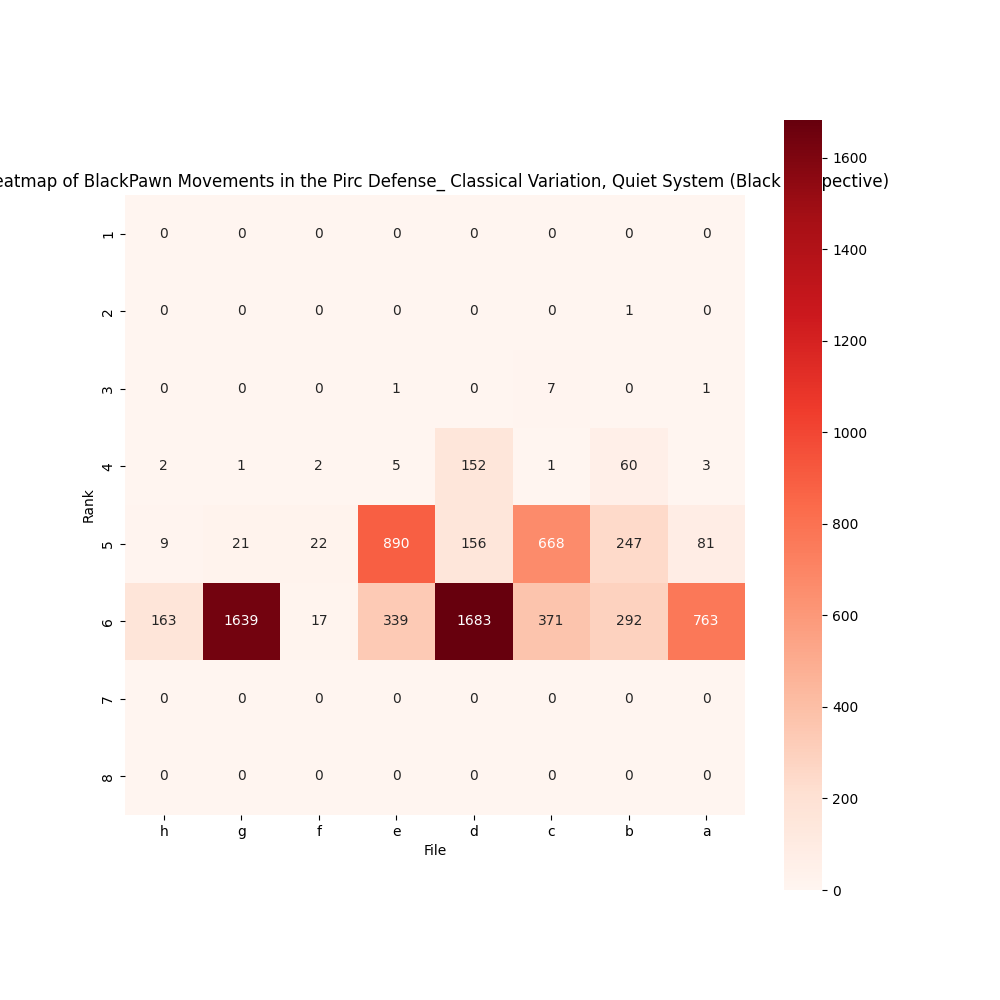 eatmap of BlackPawn Movements in the Pirc Defense_ Classical Variation, Quiet System (Black pective)
1 0 0 0 0 0 0 0 0
2 0 0 0 0 0 0 1 0
3 0 0 0 1 0 7 0 1
4 2 1 2 5 152 1 60 3
5 9 21 22 890 156 668 247 81
6 163 1639 17 339 1683 371 292 763
7 0 0 0 0 0 0 0 0
8 0 0 0 0 0 0 0 0
h g f e d c b a
File
Rank
1600
1400
1200
1000
800
600
400
200
0